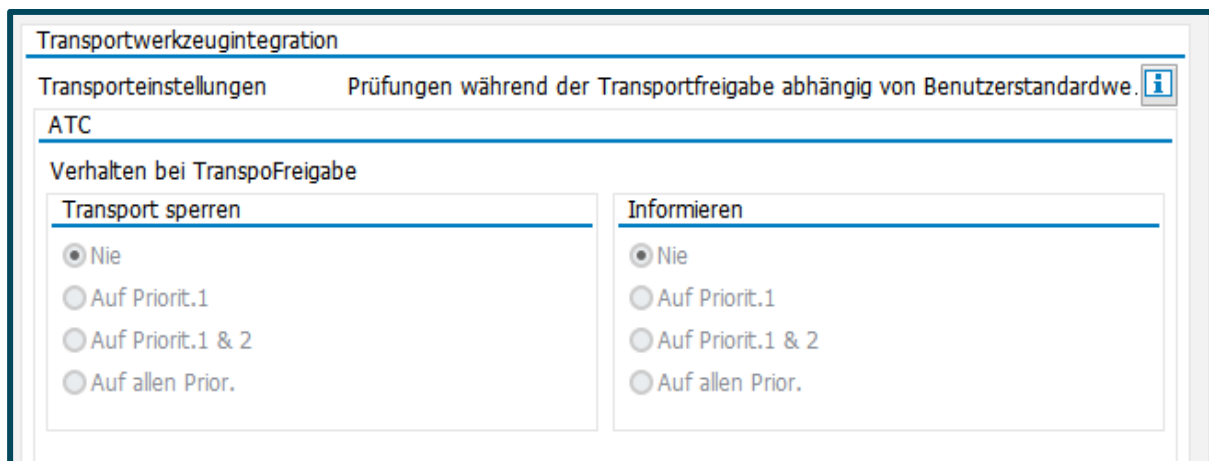 Transportwerkzeugintegration
Transporteinstellungen Prüfungen während der Transportfreigabe abhängig von Benutzerstandardwe.
ATC
Verhalten bei TranspoFreigabe
Transport sperren
Nie
Auf Priorit.1
Auf Priorit.1 & 2
Auf allen Prior.
Informieren
Nie
Auf Priorit.1
Auf Priorit.1 & 2
Auf allen Prior.